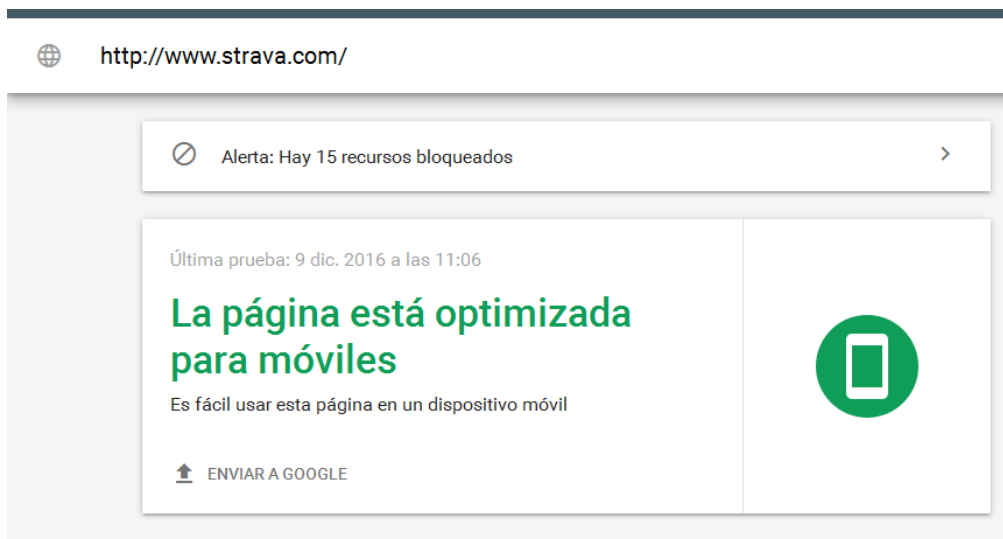 http://www.strava.com/
Alerta: Hay 15 recursos bloqueados
Última prueba: 9 dic. 2016 a las 11:06
La página está optimizada
para móviles
Es fácil usar esta página en un dispositivo móvil
ENVIAR A GOOGLE